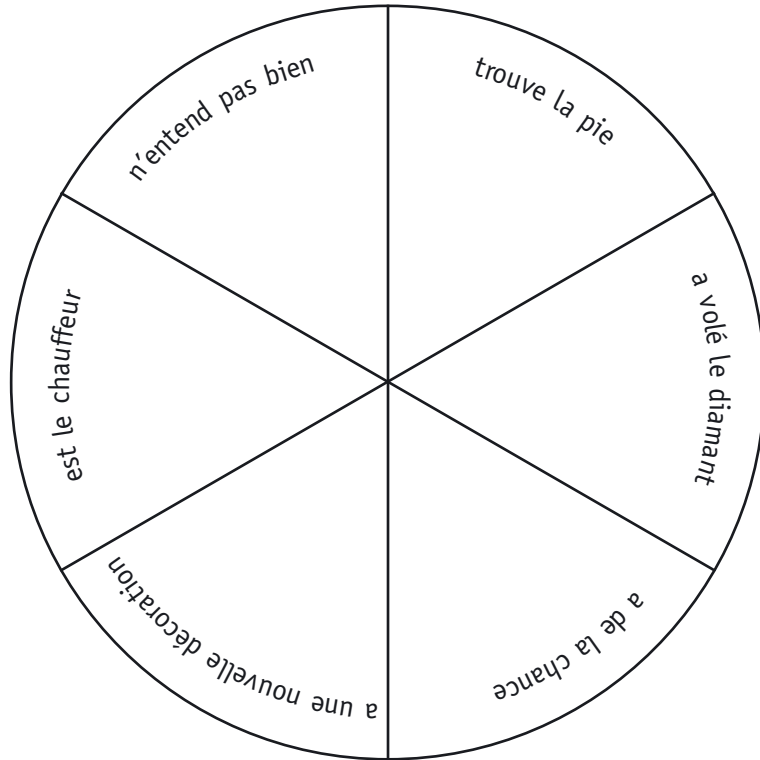 trouve la pie
a volé le diamant
a de la chance
a une nouvelle décoration
est le chauffeur
n'entend pas bien